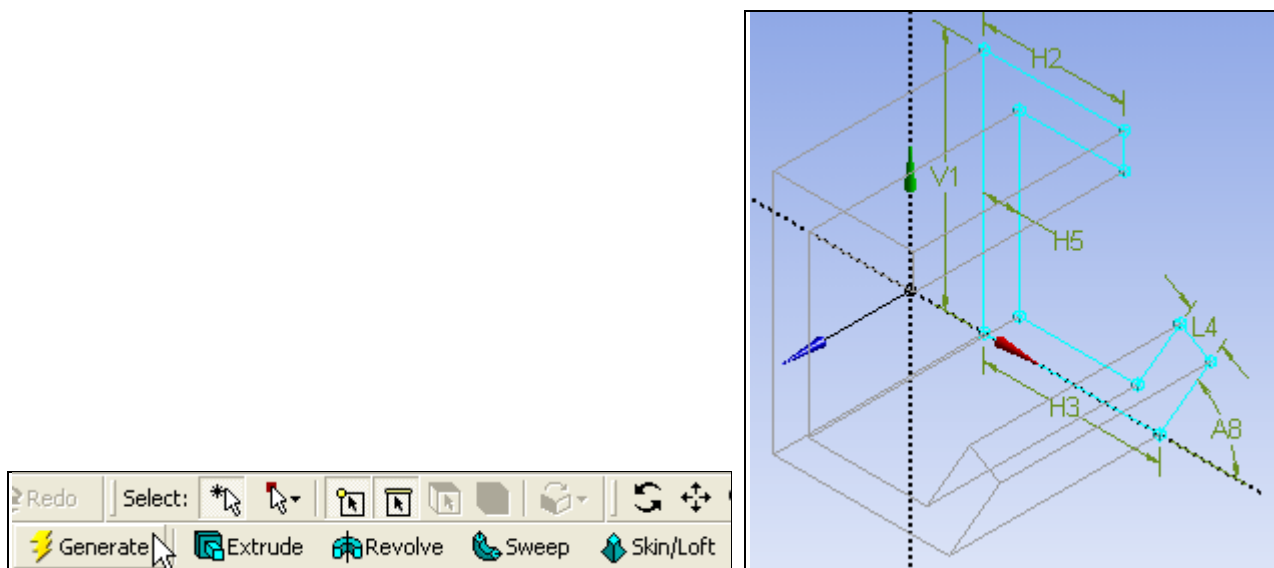 Redo Select:
Generate Extrude Revolve Sweep Skin/Loft
H2
V1
H5
L4
H3
A8